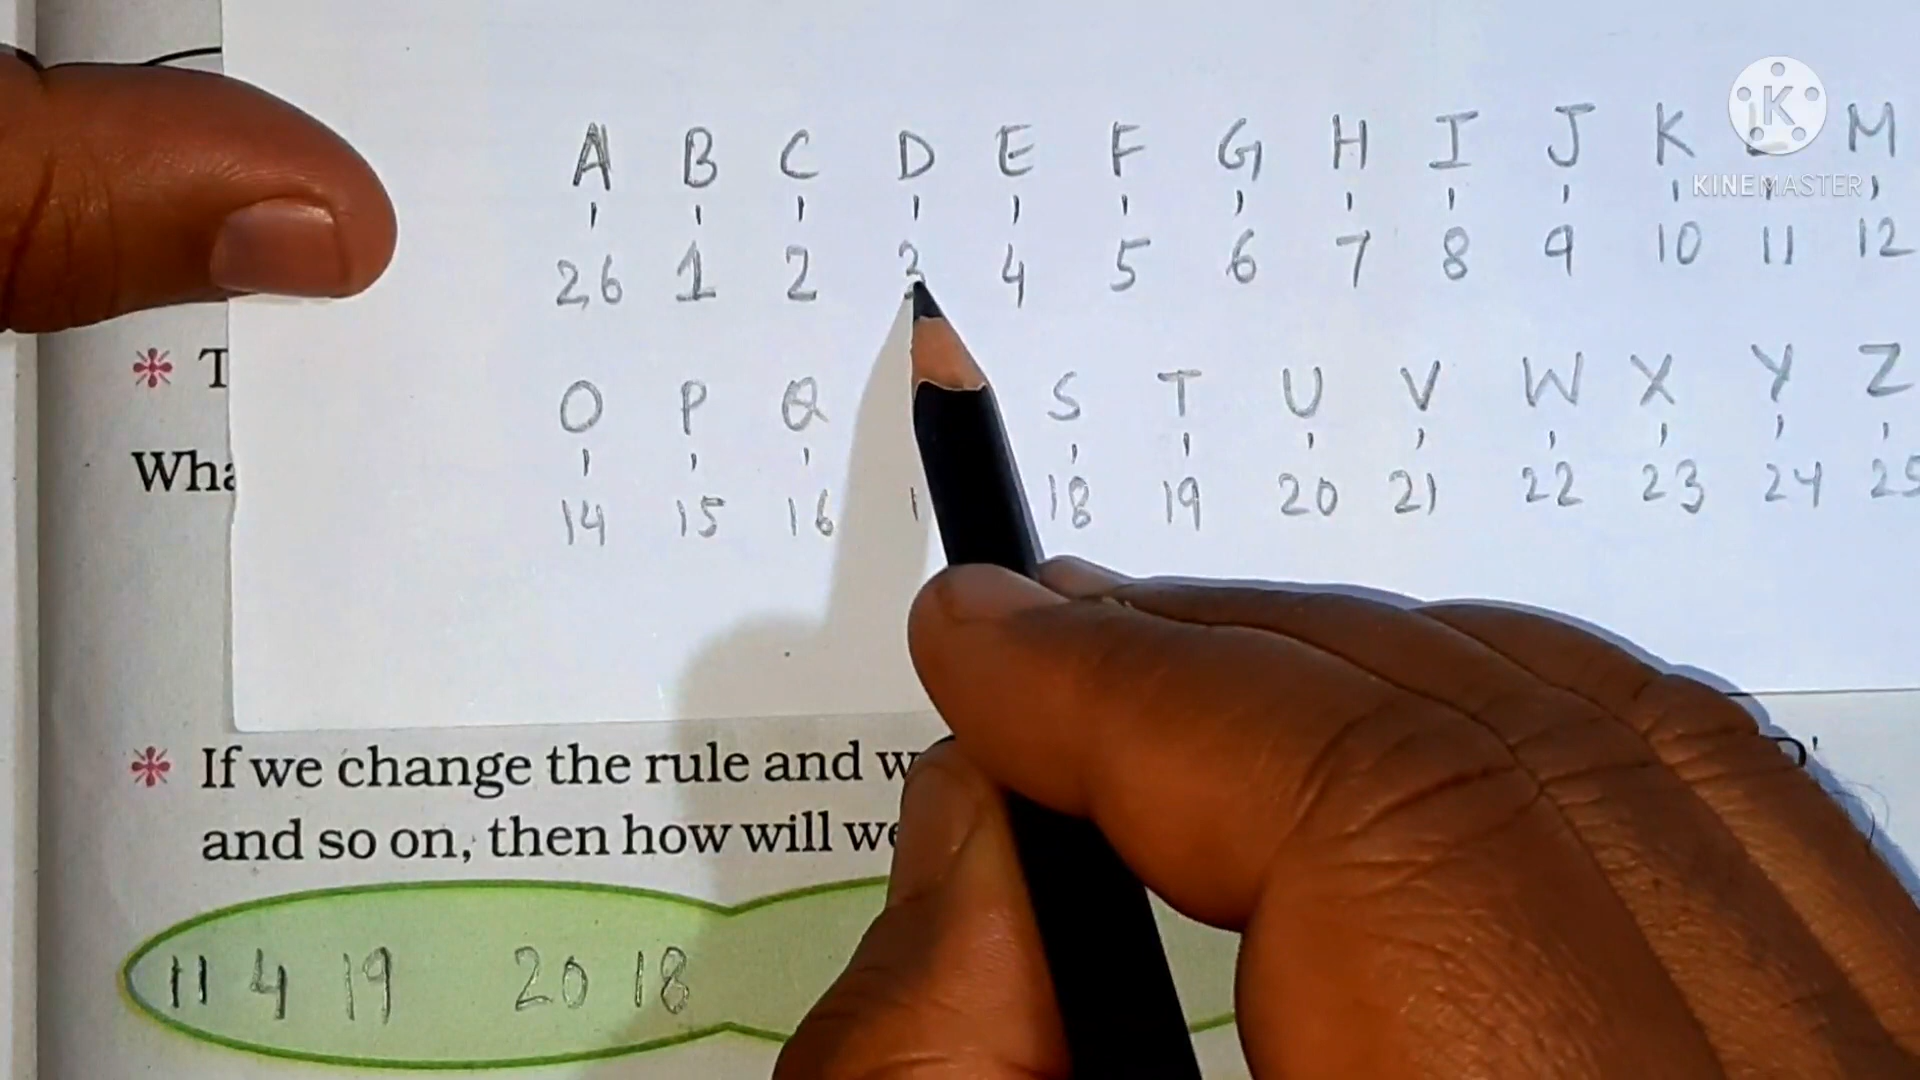 A B C D E F G H I J K L M
26 1 2 3 4 5 6 7 8 9 10 11 12
O P Q S T U V W X Y Z
14 15 16 18 19 20 21 22 23 24 25
KINEMASTER
If we change the rule and
and so on, then how will we
11 4 19 20 18